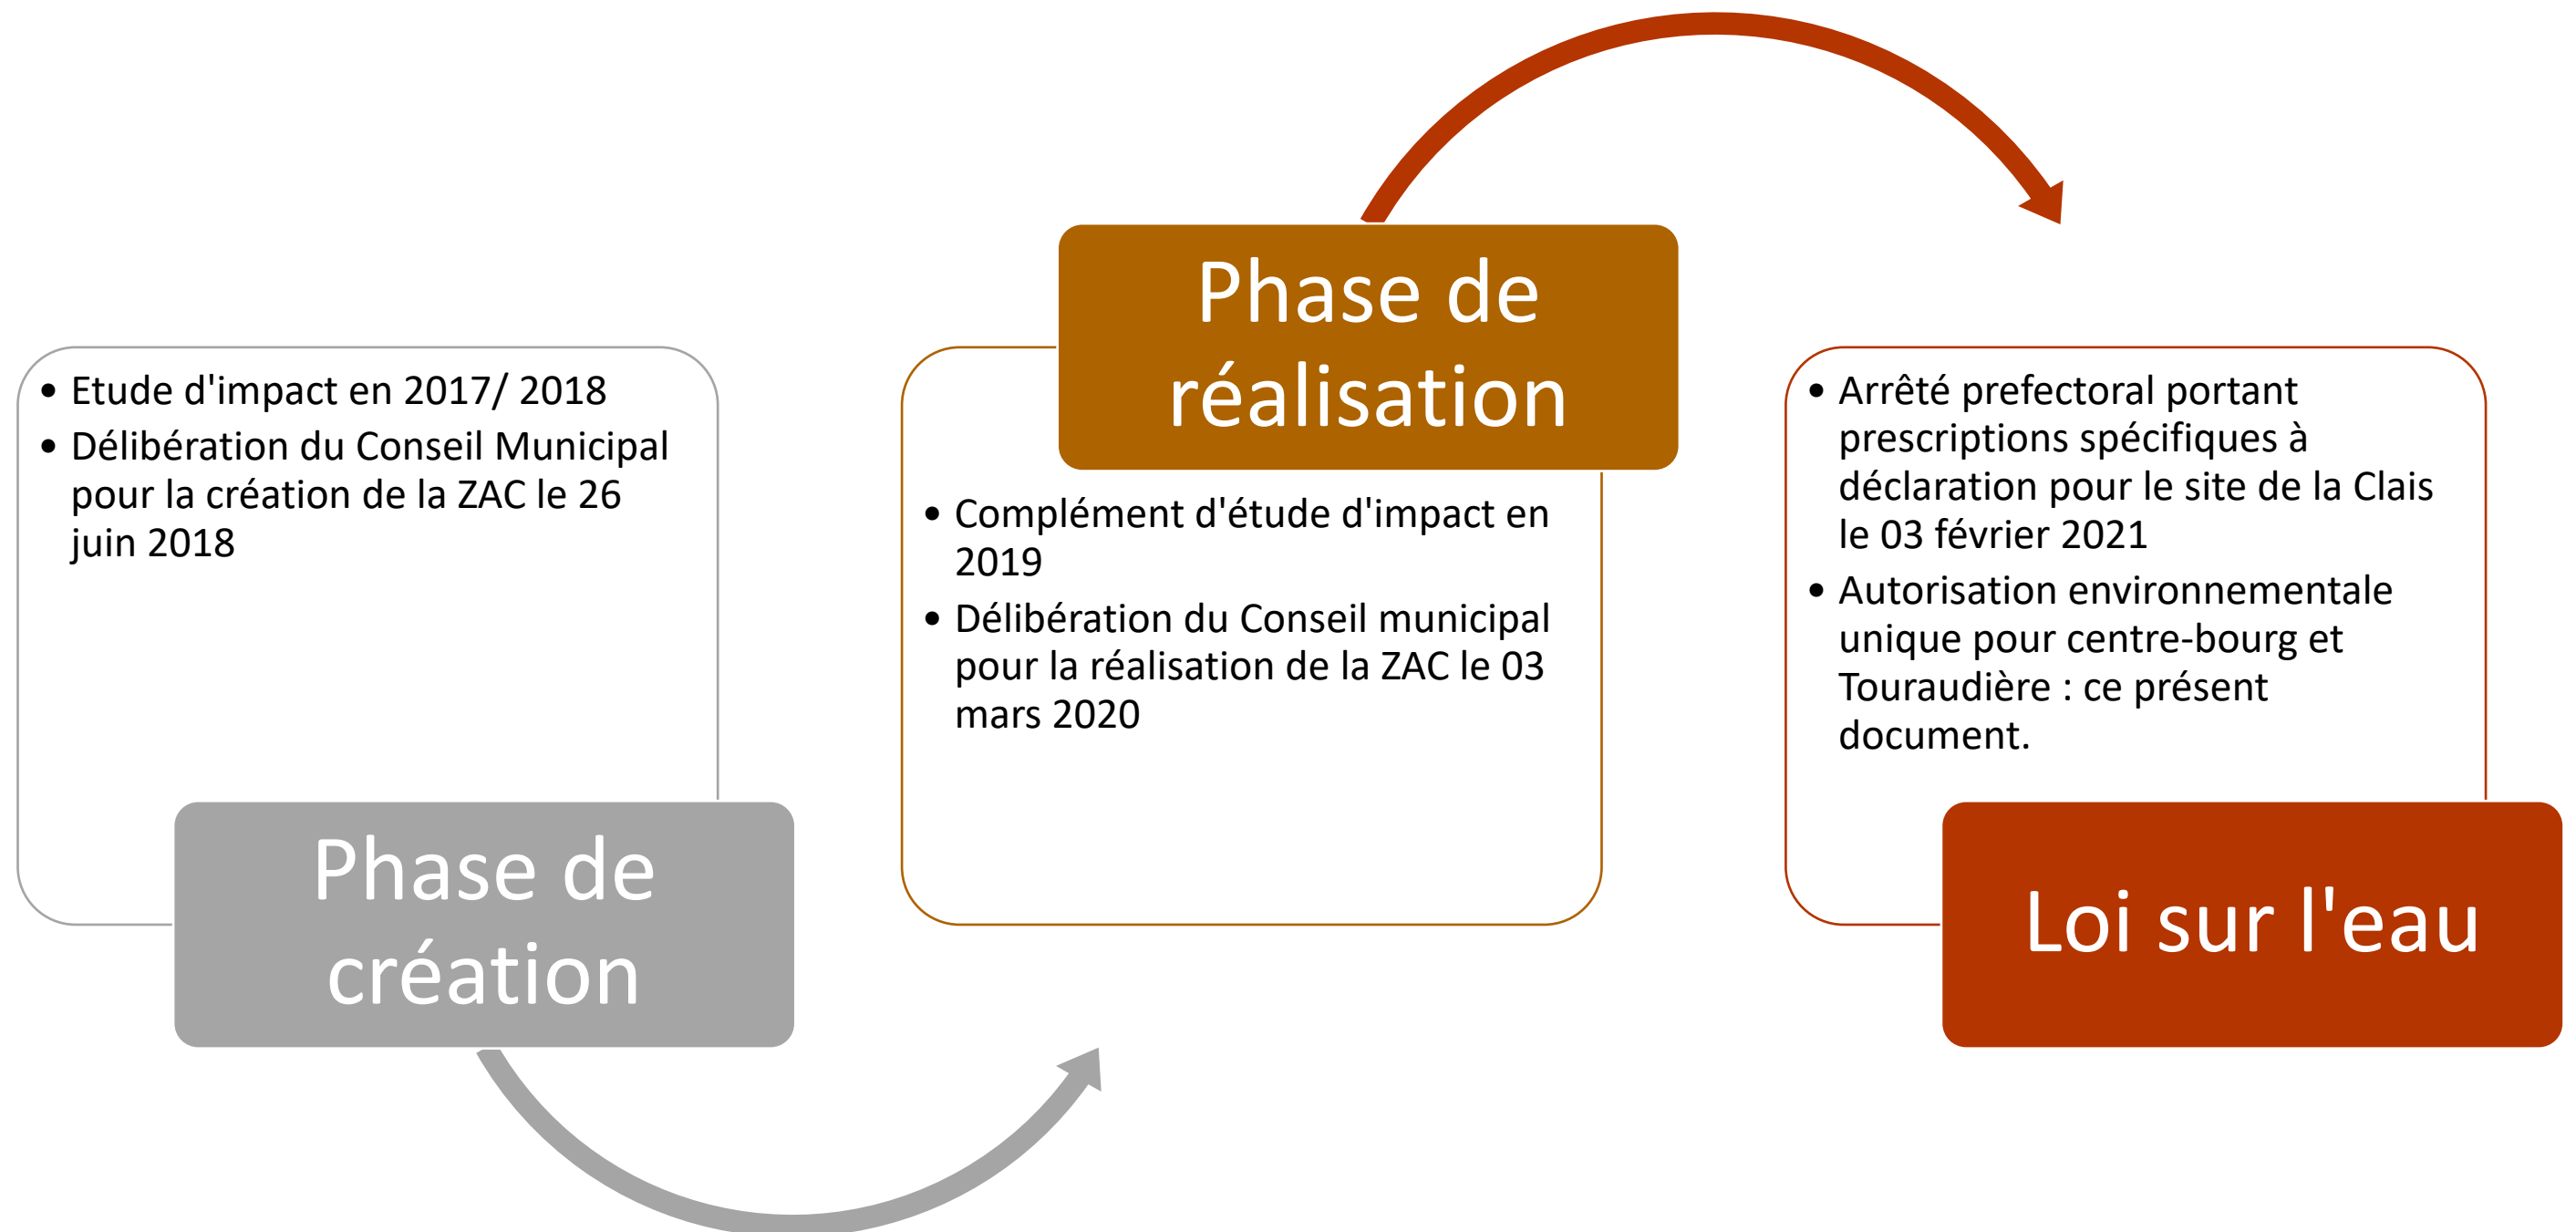 • Etude d'impact en 2017/ 2018
• Délibération du Conseil Municipal
pour la création de la ZAC le 26
juin 2018
Phase de
création
Phase de
réalisation
• Complément d'étude d'impact en
2019
• Délibération du Conseil municipal
pour la réalisation de la ZAC le 03
mars 2020
• Arrêté prefectoral portant
prescriptions spécifiques à
déclaration pour le site de la Clais
le 03 février 2021
• Autorisation environnementale
unique pour centre-bourg et
Touraudière : ce présent
document.
Loi sur l'eau